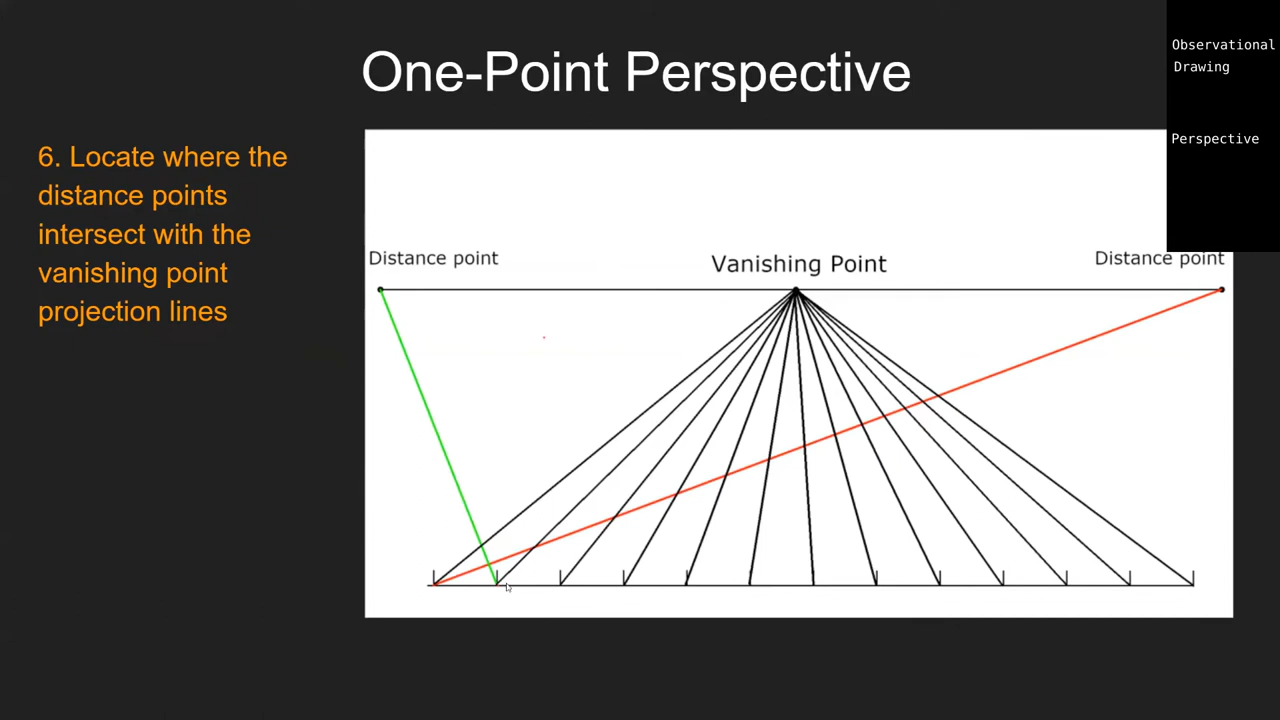 One-Point Perspective
Observational
Drawing
Perspective
6. Locate where the
distance points
intersect with the
vanishing point
projection lines
Distance point
Vanishing Point
Distance point